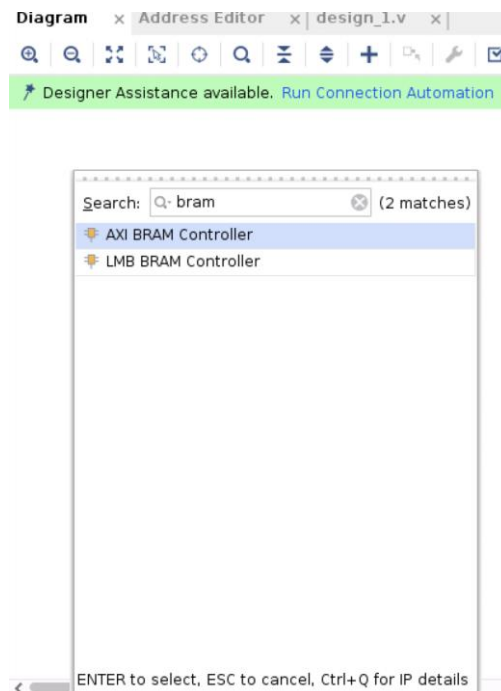 Diagram × Address Editor × design_1.v ×
Designer Assistance available. Run Connection Automation
Search: bram (2 matches)
AXI BRAM Controller
LMB BRAM Controller
ENTER to select, ESC to cancel, Ctrl+Q for IP details